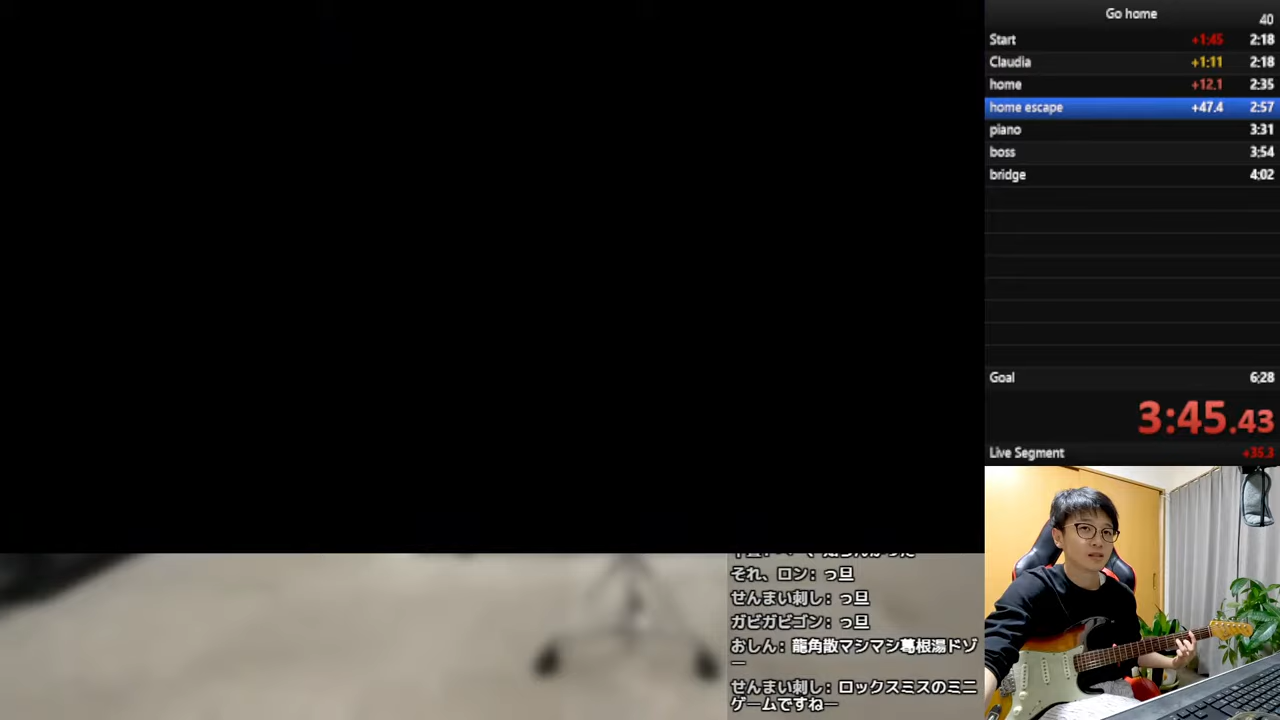 Go home
40
Start +1:45 2:18
Claudia +1:11 2:18
home +12.1 2:35
home escape +47.4 2:57
piano 3:31
boss 3:54
bridge 4:02
Goal 6:28
3:45.43
Live Segment +35.3
それ、ロン: っ旦
せんまい刺し: っ旦
ガビガビゴン: っ旦
おしん: 龍角散マシマシ葛根湯ドゾ
ー
せんまい刺し: ロックスミスのミニ
ゲームですねー